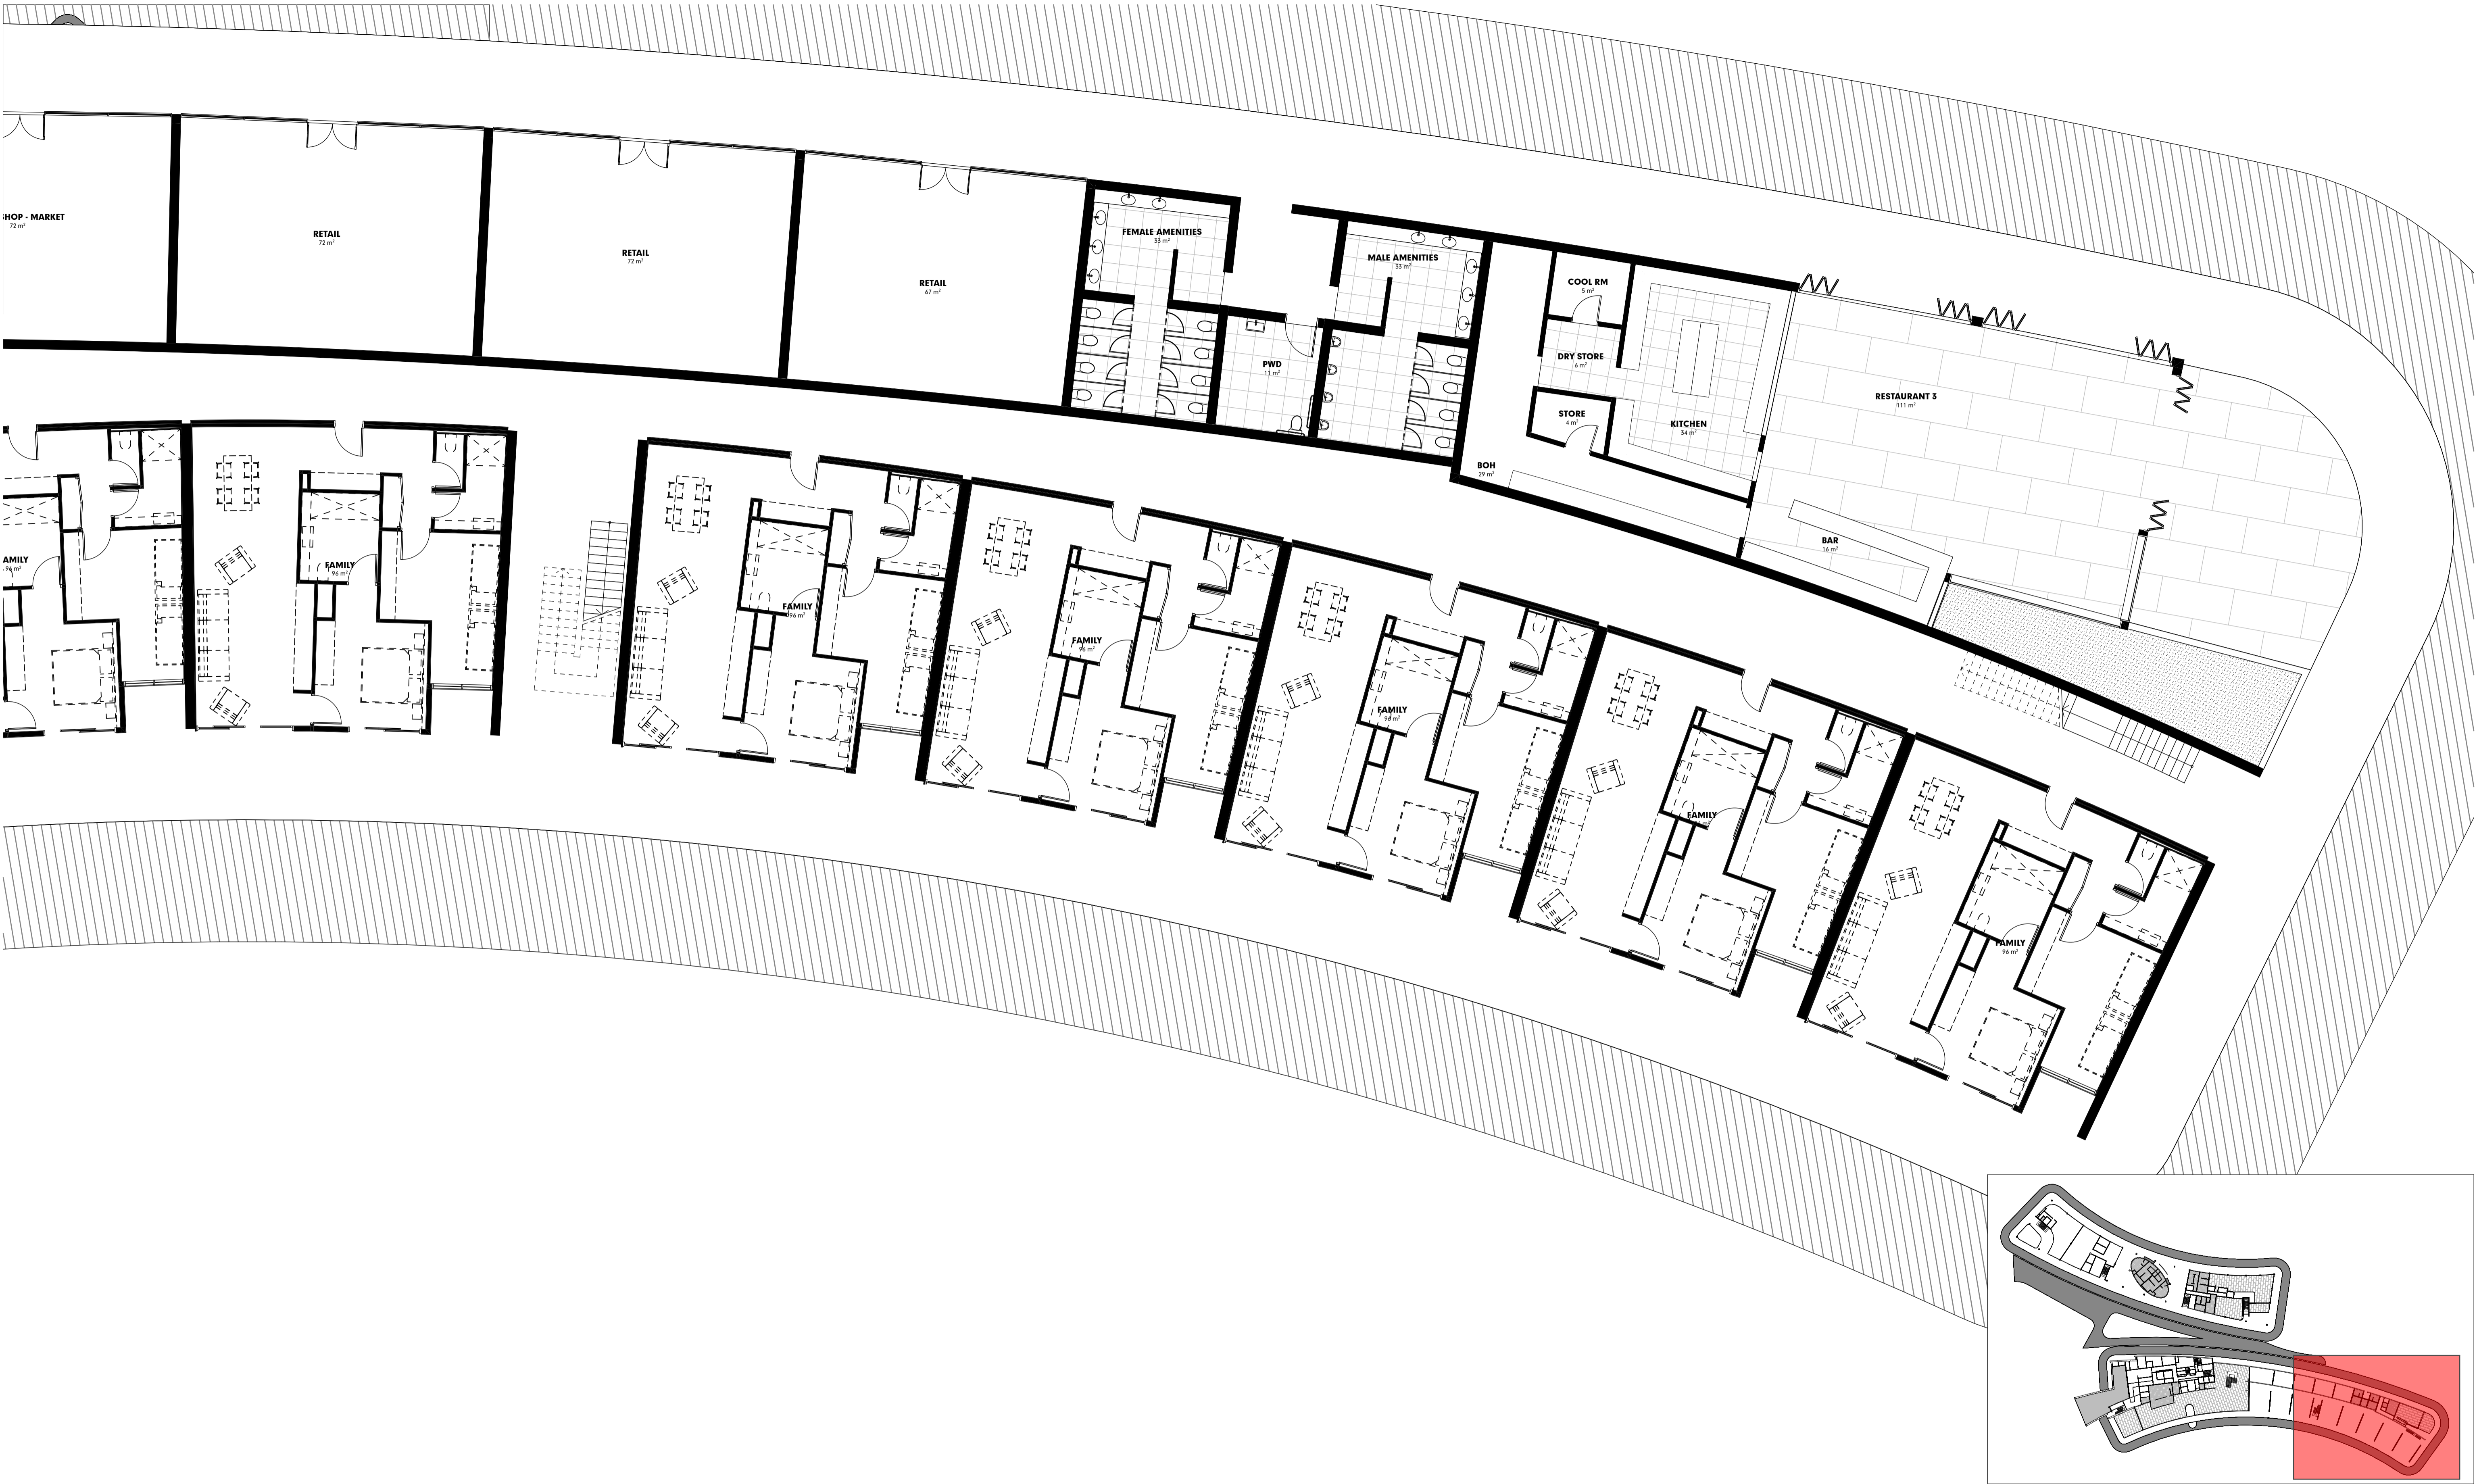 SHOP - MARKET
72 m²
RETAIL
72 m²
RETAIL
72 m²
RETAIL
67 m²
FEMALE AMENITIES
33 m²
PWD
11 m²
MALE AMENITIES
33 m²
COOL RM
5 m²
DRY STORE
6 m²
STORE
4 m²
KITCHEN
34 m²
BOH
29 m²
RESTAURANT 3
111 m²
BAR
16 m²
AMILY
96 m²
FAMILY
96 m²
FAMILY
96 m²
FAMILY
96 m²
FAMILY
96 m²
FAMILY
FAMILY
96 m²